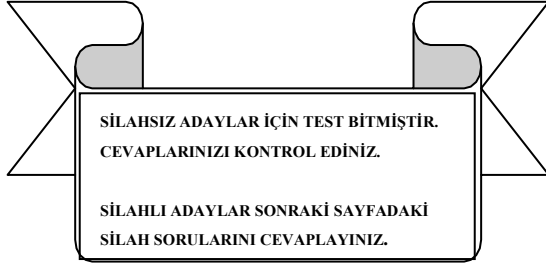 SİLAHSIZ ADAYLAR İÇİN TEST BİTMİŞTİR.
CEVAPLARINIZI KONTROL EDİNİZ.
SİLAHLI ADAYLAR SONRAKİ SAYFADAKİ
SİLAH SORULARINI CEVAPLAYINIZ.